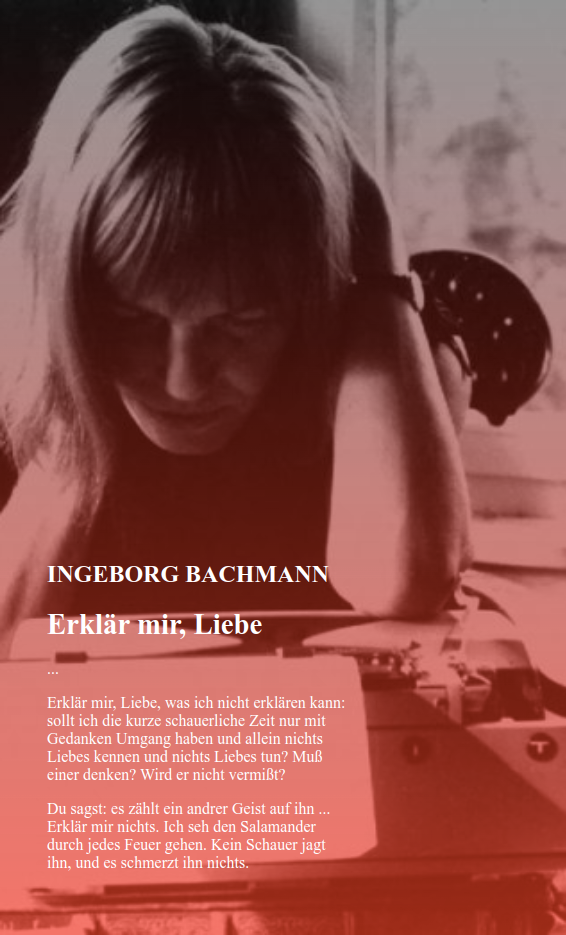 INGEBORG BACHMANN
Erklär mir, Liebe
...
Erklär mir, Liebe, was ich nicht erklären kann:
sollt ich die kurze schauerliche Zeit nur mit
Gedanken Umgang haben und allein nichts
Liebes kennen und nichts Liebes tun? Muß
einer denken? Wird er nicht vermißt?
Du sagst: es zählt ein andrer Geist auf ihn ...
Erklär mir nichts. Ich seh den Salamander
durch jedes Feuer gehen. Kein Schauer jagt
ihn, und es schmerzt ihn nichts.